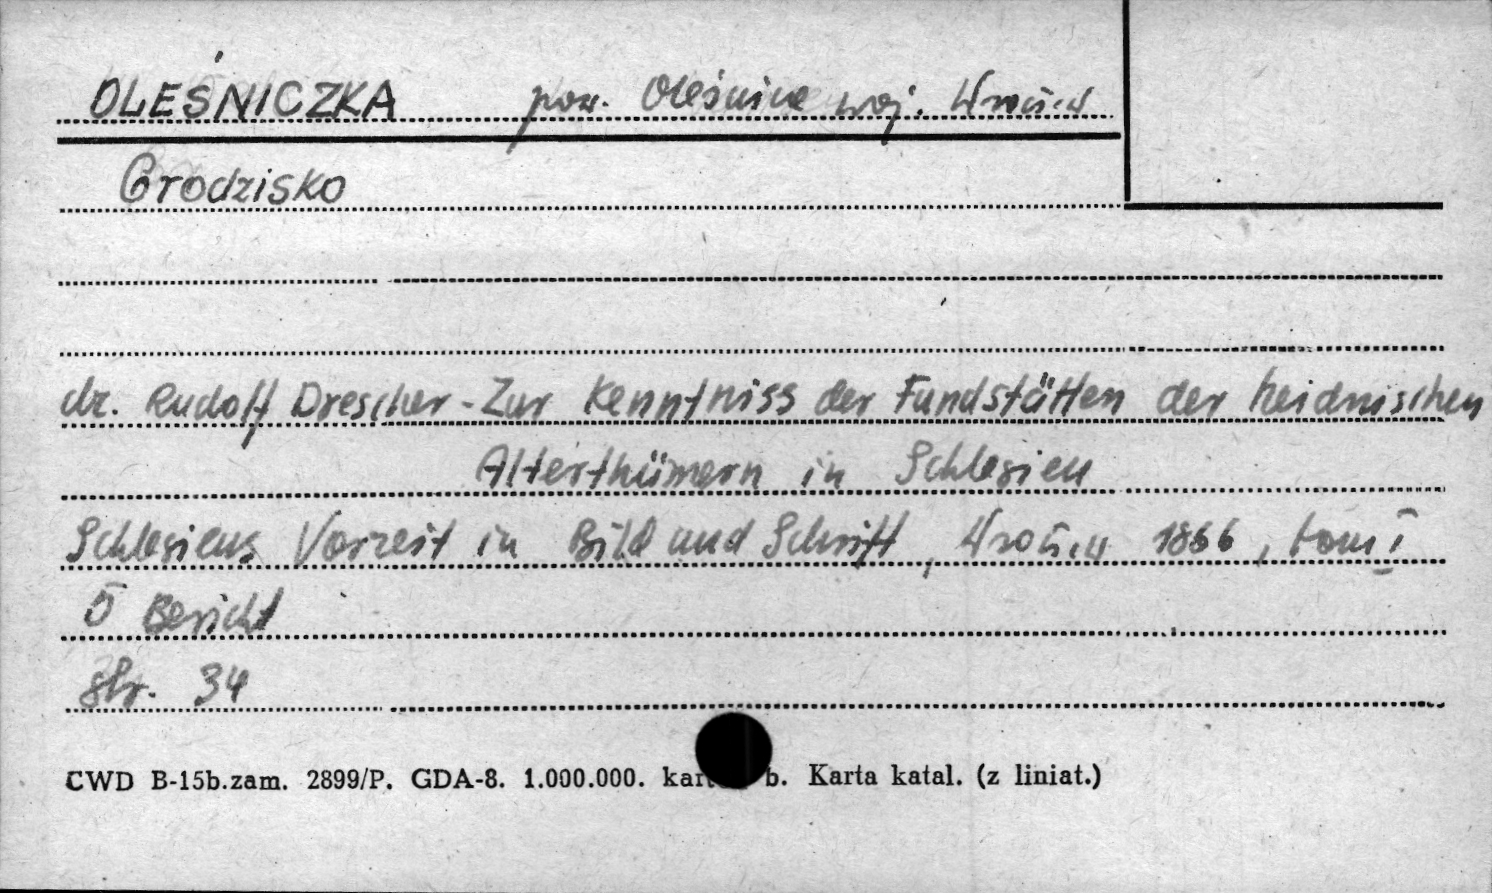 OLEŚNICZKA pow. Oleśnica woj. Wrocław
Grodzisko
dr. Rudolf Drescher - Zur Kenntniss der Fundstätten der heidnischen
Alterthümern in Schlesien
Schlesiens Vorzeit in Bild und Schrift, Wrocław 1866, tom I
5 Bericht
str. 34
CWD B-15b.zam. 2899/P. GDA-8. 1.000.000. b. Karta katal. (z liniat.)